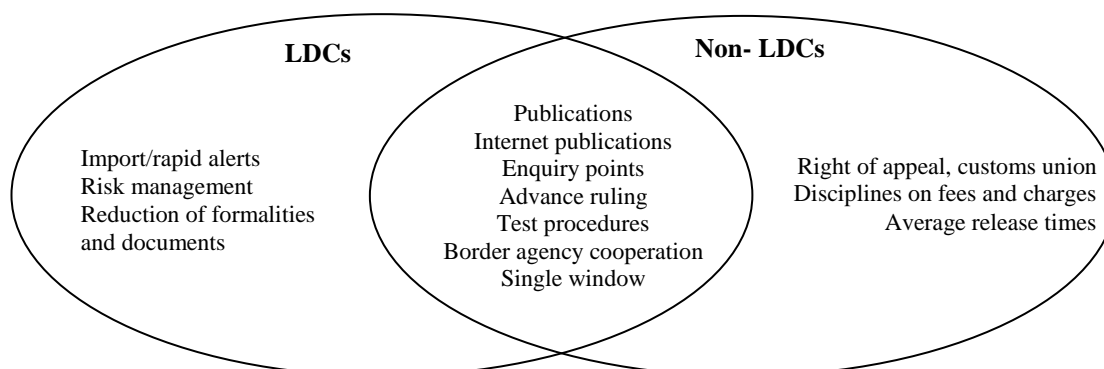 LDCs
Non- LDCs
Import/rapid alerts
Risk management
Reduction of formalities
and documents
Publications
Internet publications
Enquiry points
Advance ruling
Test procedures
Border agency cooperation
Single window
Right of appeal, customs union
Disciplines on fees and charges
Average release times